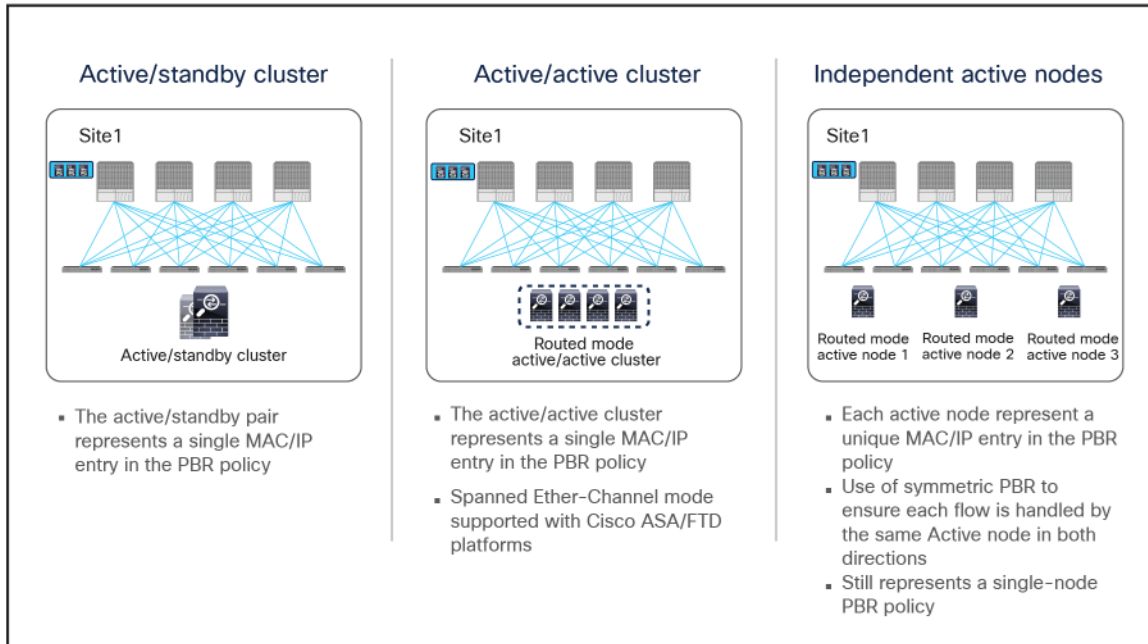 Active/standby cluster
Site1
Active/standby cluster
▪ The active/standby pair
represents a single MAC/IP
entry in the PBR policy
Active/active cluster
Site1
Routed mode
active/active cluster
▪ The active/active cluster
represents a single MAC/IP
entry in the PBR policy
▪ Spanned Ether-Channel mode
supported with Cisco ASA/FTD
platforms
Independent active nodes
Site1
Routed mode
active node 1
Routed mode
active node 2
Routed mode
active node 3
▪ Each active node represent a
unique MAC/IP entry in the PBR
policy
▪ Use of symmetric PBR to
ensure each flow is handled by
the same Active node in both
directions
▪ Still represents a single-node
PBR policy